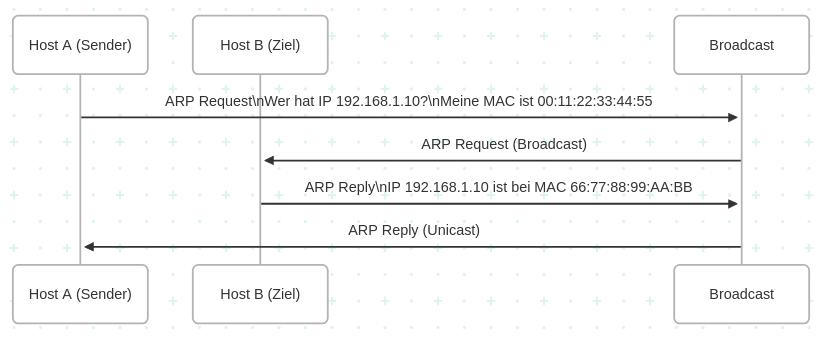 Host A (Sender)
Host B (Ziel)
Broadcast
ARP Request\nWer hat IP 192.168.1.10?\nMeine MAC ist 00:11:22:33:44:55
ARP Request (Broadcast)
ARP Reply\nIP 192.168.1.10 ist bei MAC 66:77:88:99:AA:BB
ARP Reply (Unicast)
Host A (Sender)
Host B (Ziel)
Broadcast